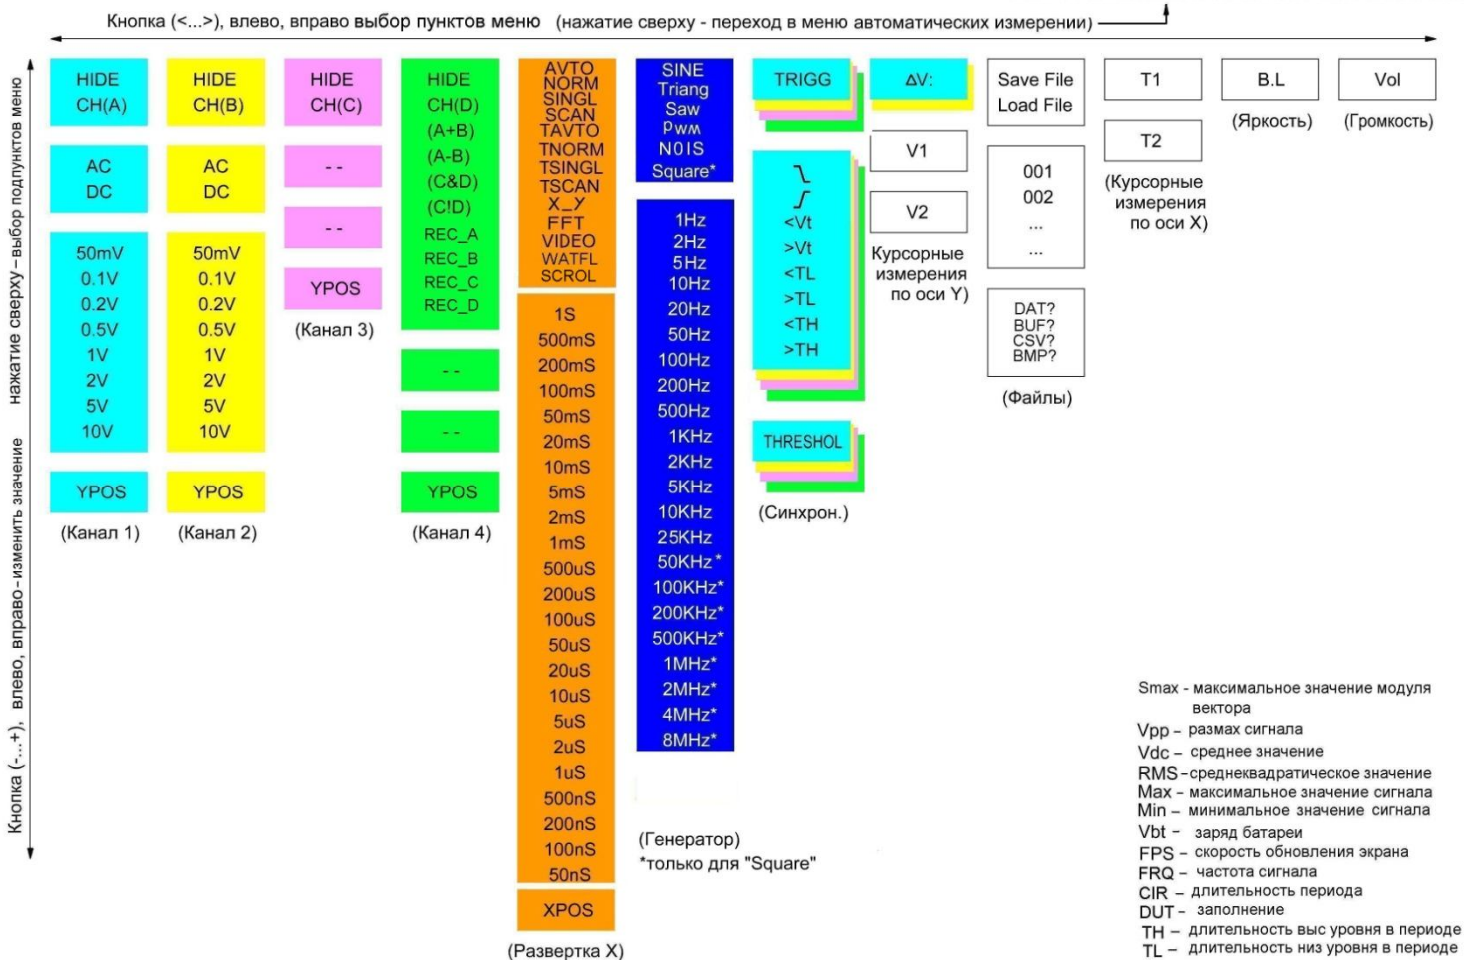 Кнопка (<...>), влево, вправо выбор пунктов меню (нажатие сверху - переход в меню автоматических измерении)
Кнопка (-...+), влево, вправо - изменить значение нажатие сверху - выбор подпунктов меню
HIDE
CH(A)
AC
DC
50mV
0.1V
0.2V
0.5V
1V
2V
5V
10V
YPOS
(Канал 1)
HIDE
CH(B)
AC
DC
50mV
0.1V
0.2V
0.5V
1V
2V
5V
10V
YPOS
(Канал 2)
HIDE
CH(C)
- -
- -
YPOS
(Канал 3)
HIDE
CH(D)
(A+B)
(A-B)
(C&D)
(C!D)
REC_A
REC_B
REC_C
REC_D
- -
- -
YPOS
(Канал 4)
AVTO
NORM
SINGL
SCAN
TAVTO
TNORM
TSINGL
TSCAN
X_Y
FFT
VIDEO
WATFL
SCROL
1S
500mS
200mS
100mS
50mS
20mS
10mS
5mS
2mS
1mS
500uS
200uS
100uS
50uS
20uS
10uS
5uS
2uS
1uS
500nS
200nS
100nS
50nS
XPOS
(Развертка X)
SINE
Triang
Saw
Pwm
N0IS
Square*
1Hz
2Hz
5Hz
10Hz
20Hz
50Hz
100Hz
200Hz
500Hz
1KHz
2KHz
5KHz
10KHz
25KHz
50KHz*
100KHz*
200KHz*
500KHz*
1MHz*
2MHz*
4MHz*
8MHz*
(Генератор)
*только для "Square"
TRIGG
<Vt
>Vt
<TL
>TL
<TH
>TH
THRESHOL
(Синхрон.)
ΔV:
V1
V2
Курсорные
измерения
по оси Y)
Save File
Load File
001
002
...
...
DAT?
BUF?
CSV?
BMP?
(Файлы)
T1
T2
(Курсорные
измерения
по оси X)
B.L
(Яркость)
Vol
(Громкость)
Smax - максимальное значение модуля
вектора
Vpp – размах сигнала
Vdc – среднее значение
RMS – среднеквадратическое значение
Max – максимальное значение сигнала
Min – минимальное значение сигнала
Vbt – заряд батареи
FPS – скорость обновления экрана
FRQ – частота сигнала
CIR – длительность периода
DUT – заполнение
TH – длительность выс уровня в периоде
TL – длительность низ уровня в периоде